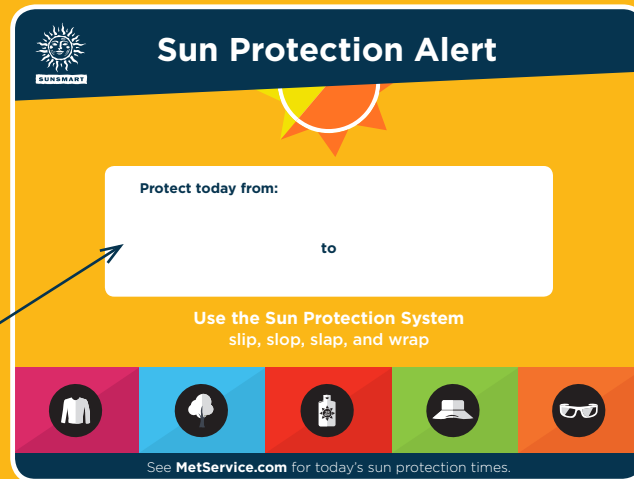 SUNSMART
Sun Protection Alert
Protect today from:
to
Use the Sun Protection System
slip, slop, slap, and wrap
See MetService.com for today's sun protection times.